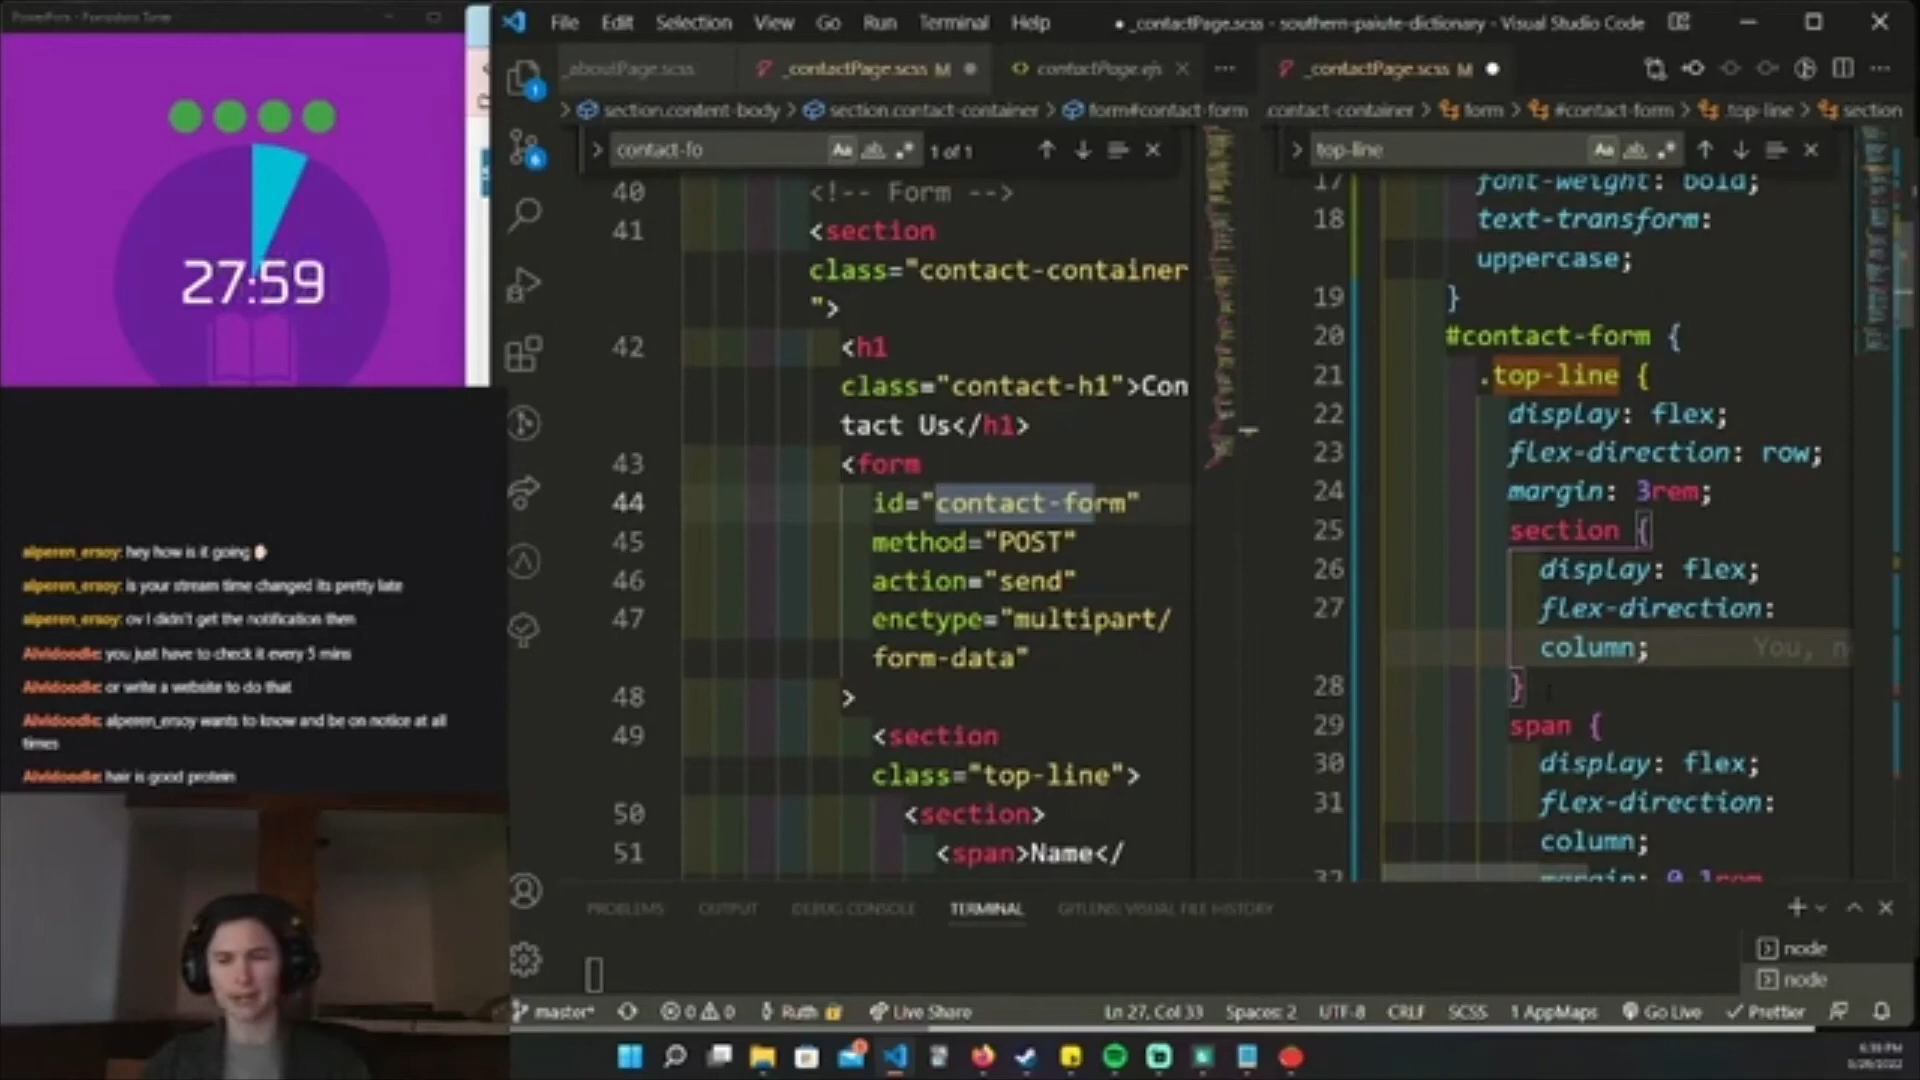 27:59
alperen_ersoy: hey how is it going
alperen_ersoy: is your stream time changed its pretty late
alperen_ersoy: ov I didn't get the notification then
Alvidoodle: you just have to check it every 5 mins
Alvidoodle: or write a website to do that
Alvidoodle: alperen_ersoy wants to know and be on notice at all
times
Alvidoodle: hair is good protein
File Edit Selection View Go Run Terminal Help
● _contactPage.scss - southern-paiute-dictionary - Visual Studio Code
_aboutPage.scss
_contactPage.scss M
contactPage.ejs
> section.content-body > section.contact-container > form#contact-form
contact-fo
1 of 1
40 <!-- Form -->
41 <section
class="contact-container
">
42 <h1
class="contact-h1">Con
tact Us</h1>
43 <form
44 id="contact-form"
45 method="POST"
46 action="send"
47 enctype="multipart/
form-data"
48 >
49 <section
class="top-line">
50 <section>
51 <span>Name</
_contactPage.scss M
.contact-container > form > #contact-form > .top-line > section
top-line
17 font-weight: bold;
18 text-transform:
uppercase;
19 }
20 #contact-form {
21 .top-line {
22 display: flex;
23 flex-direction: row;
24 margin: 3rem;
25 section {
26 display: flex;
27 flex-direction:
column; You, n
28 }
29 span {
30 display: flex;
31 flex-direction:
column;
32 margin: 0.1rem
PROBLEMS OUTPUT DEBUG CONSOLE TERMINAL GITLENS: VISUAL FILE HISTORY
node
node
master* 0 0 Ruth Live Share Ln 27, Col 33 Spaces: 2 UTF-8 CRLF SCSS 1 AppMaps Go Live Prettier